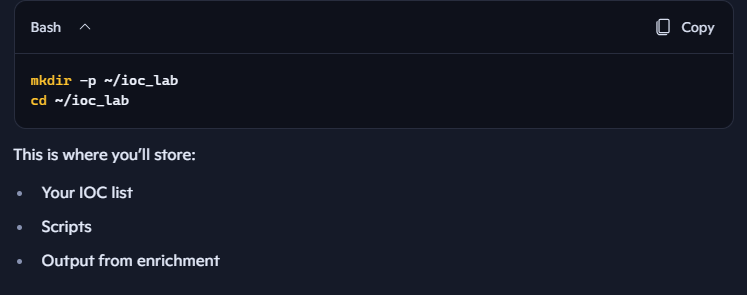 Bash
Copy
mkdir -p ~/ioc_lab
cd ~/ioc_lab
This is where you’ll store:
• Your IOC list
• Scripts
• Output from enrichment